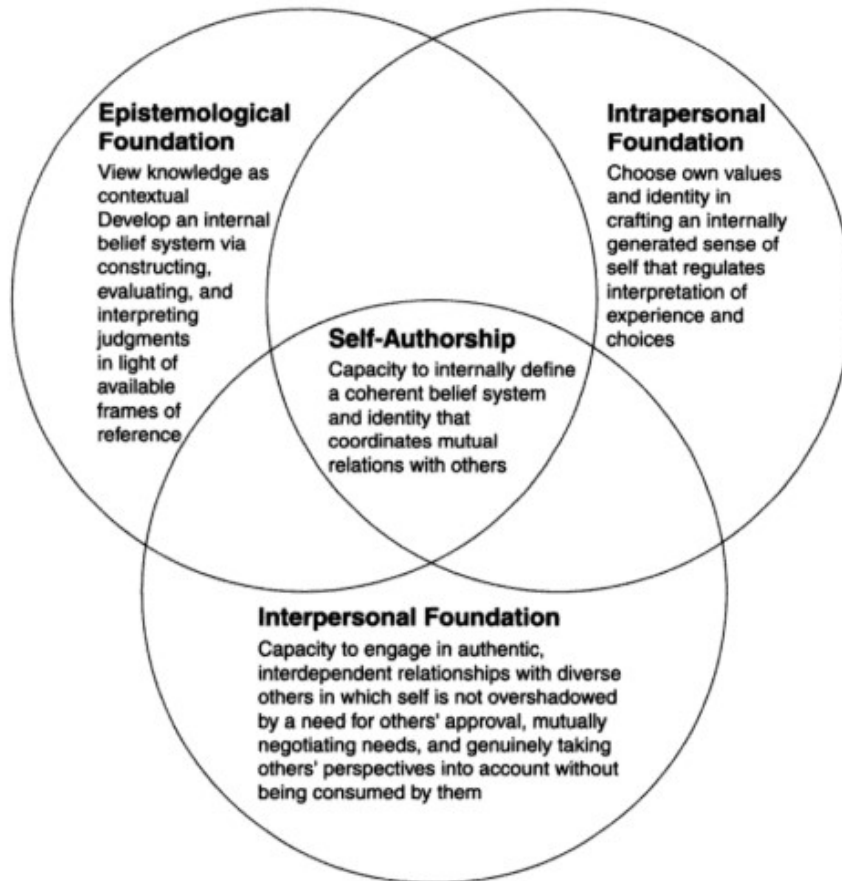 Epistemological
Foundation
View knowledge as
contextual
Develop an internal
belief system via
constructing,
evaluating, and
interpreting
judgments
in light of
available
frames of
reference
Intrapersonal
Foundation
Choose own values
and identity in
crafting an internally
generated sense of
self that regulates
interpretation of
experience and
choices
Self-Authorship
Capacity to internally define
a coherent belief system
and identity that
coordinates mutual
relations with others
Interpersonal Foundation
Capacity to engage in authentic,
interdependent relationships with diverse
others in which self is not overshadowed
by a need for others' approval, mutually
negotiating needs, and genuinely taking
others' perspectives into account without
being consumed by them